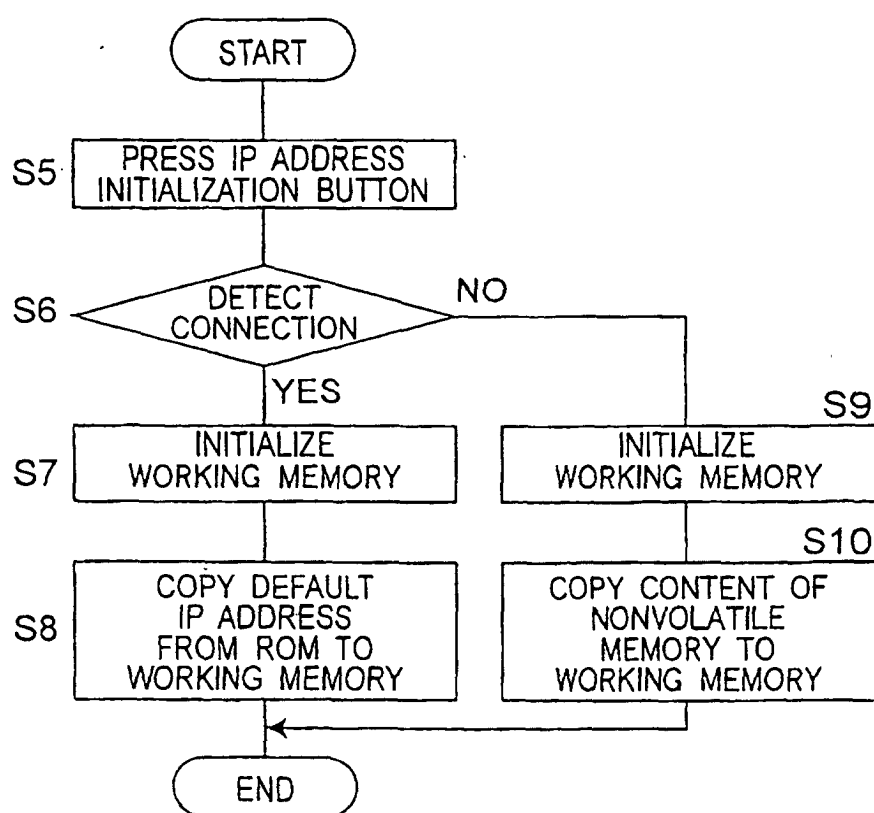 START
S5
PRESS IP ADDRESS
INITIALIZATION BUTTON
S6
DETECT
CONNECTION
NO
YES
S7
INITIALIZE
WORKING MEMORY
S9
INITIALIZE
WORKING MEMORY
S8
COPY DEFAULT
IP ADDRESS
FROM ROM TO
WORKING MEMORY
S10
COPY CONTENT OF
NONVOLATILE
MEMORY TO
WORKING MEMORY
END